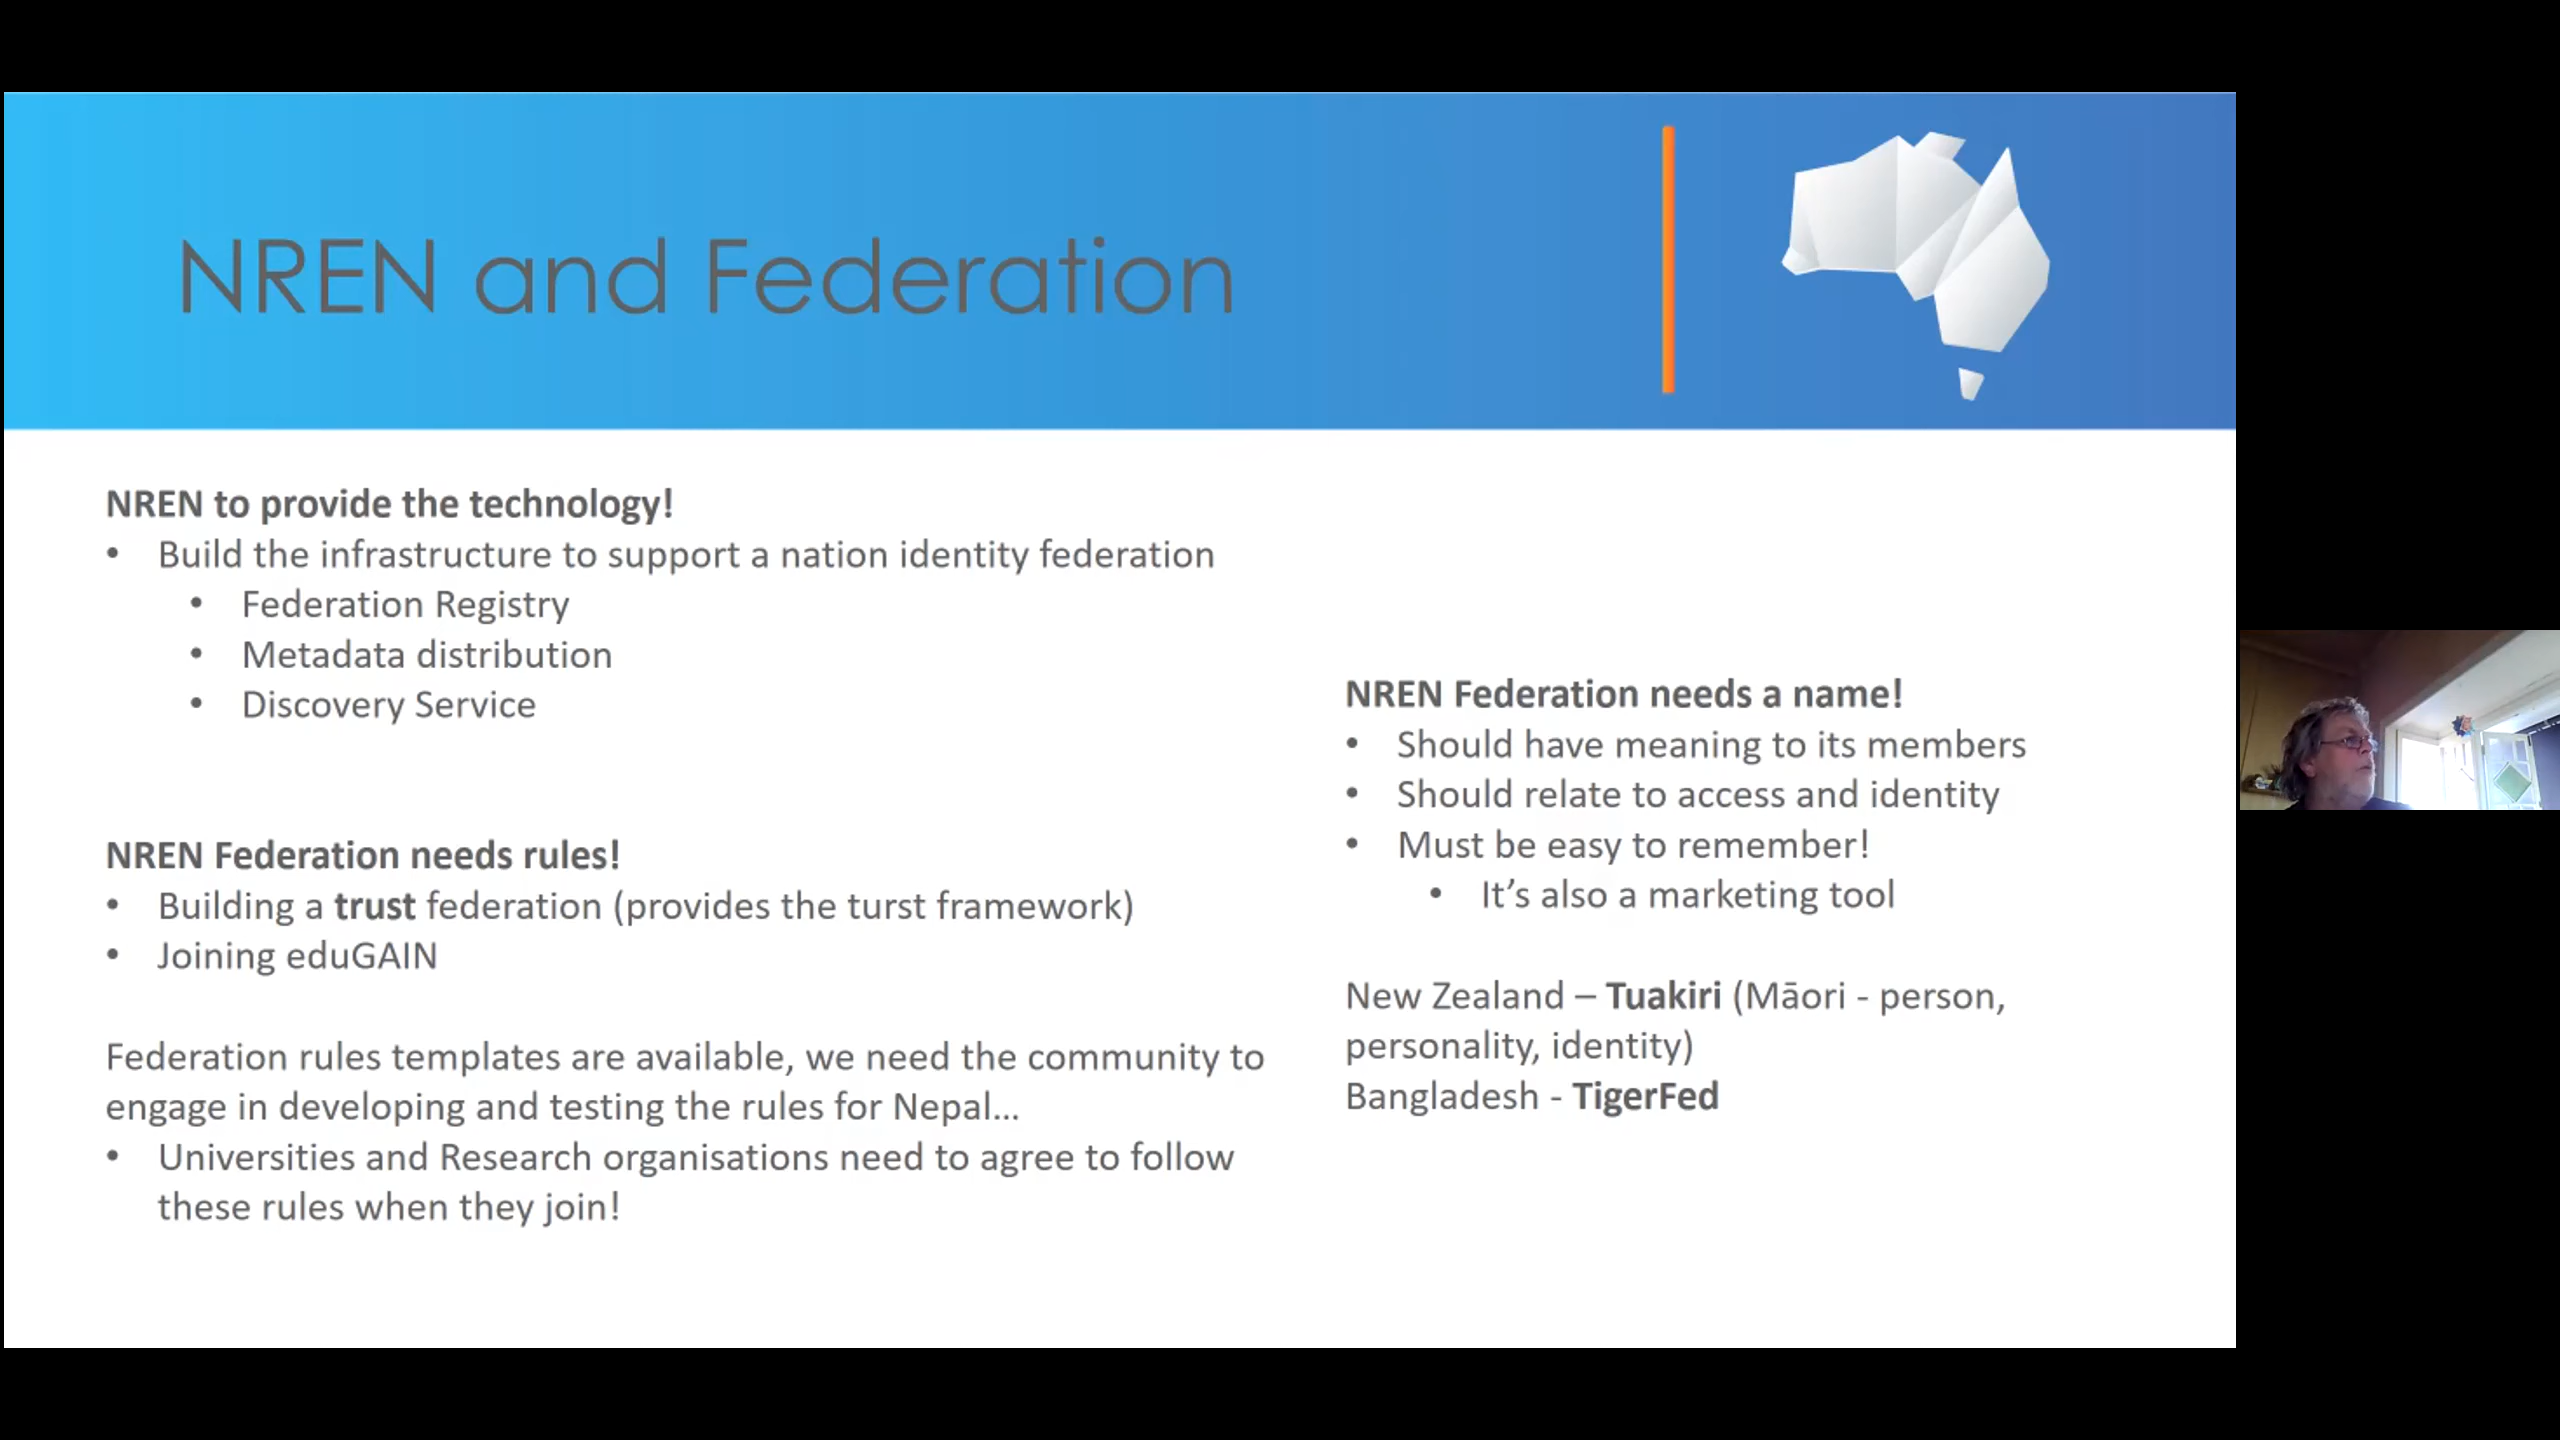 NREN and Federation
NREN to provide the technology!
• Build the infrastructure to support a nation identity federation
• Federation Registry
• Metadata distribution
• Discovery Service
NREN Federation needs rules!
• Building a trust federation (provides the turst framework)
• Joining eduGAIN
Federation rules templates are available, we need the community to
engage in developing and testing the rules for Nepal...
• Universities and Research organisations need to agree to follow
these rules when they join!
NREN Federation needs a name!
• Should have meaning to its members
• Should relate to access and identity
• Must be easy to remember!
• It’s also a marketing tool
New Zealand – Tuakiri (Māori - person,
personality, identity)
Bangladesh - TigerFed